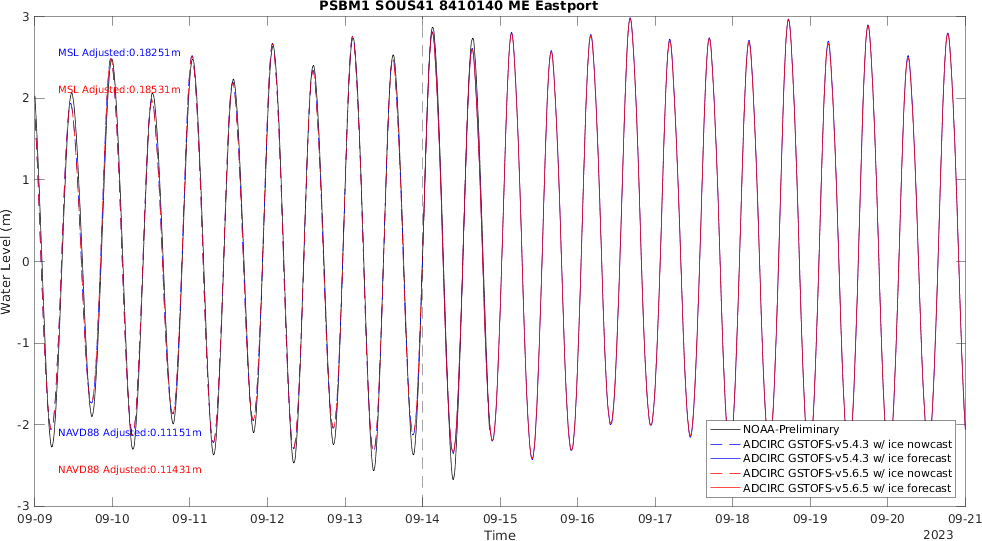 PSBM1 SOUS41 8410140 ME Eastport
3
MSL Adjusted:0.18251m
MSL Adjusted:0.18531m
2
1
0
-1
-2
-3
Water Level (m)
NAVD88 Adjusted:0.11151m
NAVD88 Adjusted:0.11431m
NOAA-Preliminary
ADCIRC GSTOFS-v5.4.3 w/ ice nowcast
ADCIRC GSTOFS-v5.4.3 w/ ice forecast
ADCIRC GSTOFS-v5.6.5 w/ ice nowcast
ADCIRC GSTOFS-v5.6.5 w/ ice forecast
09-09 09-10 09-11 09-12 09-13 09-14 09-15 09-16 09-17 09-18 09-19 09-20 09-21
Time
2023